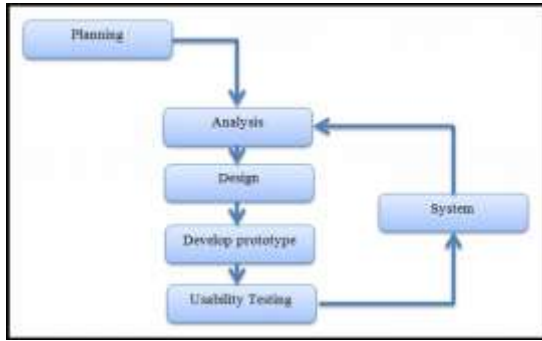 Planning
Analysis
Design
Develop prototype
Usability Testing
System